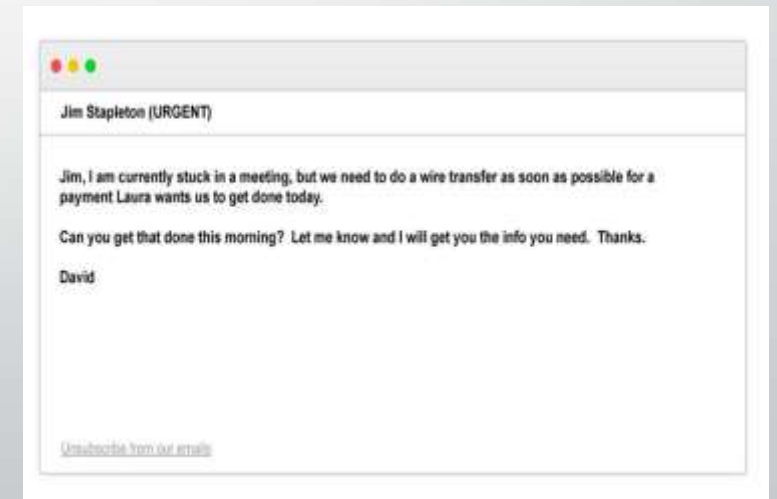 Jim Stapleton (URGENT)
Jim, I am currently stuck in a meeting, but we need to do a wire transfer as soon as possible for a
payment Laura wants us to get done today.
Can you get that done this morning? Let me know and I will get you the info you need. Thanks.
David
Unsubscribe from our emails